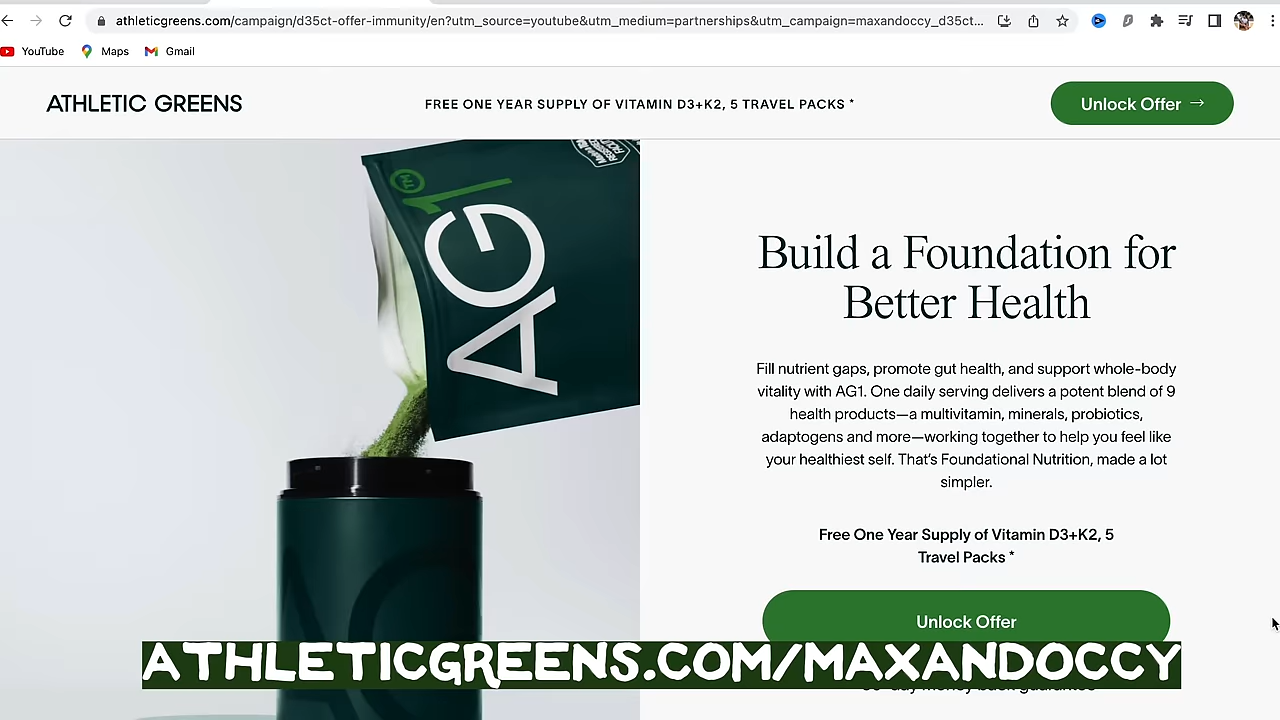 athleticgreens.com/campaign/d35ct-offer-immunity/en?utm_source=youtube&utm_medium=partnerships&utm_campaign=maxandoccy_d35ct...
YouTube Maps Gmail
ATHLETIC GREENS
FREE ONE YEAR SUPPLY OF VITAMIN D3+K2, 5 TRAVEL PACKS *
Unlock Offer →
AG1 TM
Build a Foundation for
Better Health
Fill nutrient gaps, promote gut health, and support whole-body
vitality with AG1. One daily serving delivers a potent blend of 9
health products—a multivitamin, minerals, probiotics,
adaptogens and more—working together to help you feel like
your healthiest self. That's Foundational Nutrition, made a lot
simpler.
Free One Year Supply of Vitamin D3+K2, 5
Travel Packs *
Unlock Offer
ATHLETICGREENS.COM/MAXANDOCCY